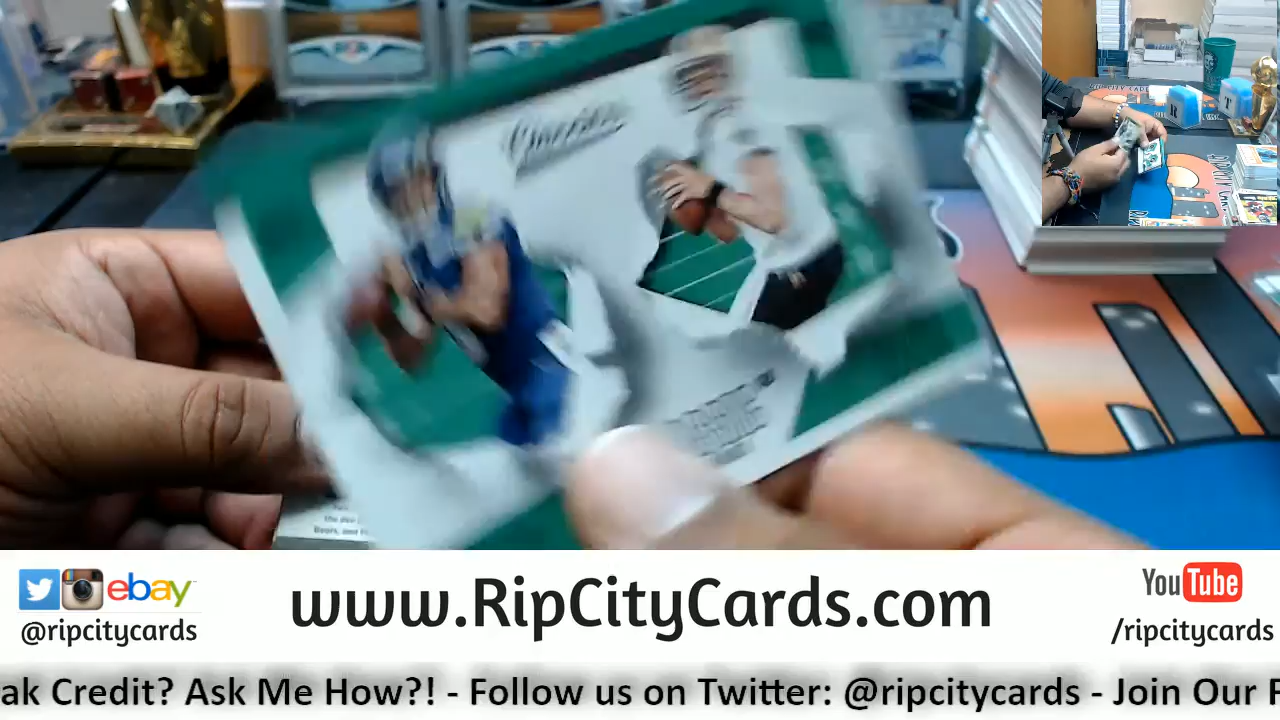 www.RipCityCards.com
ebay
@ripcitycards
YouTube
/ripcitycards
ak Credit? Ask Me How?! - Follow us on Twitter: @ripcitycards - Join Our F